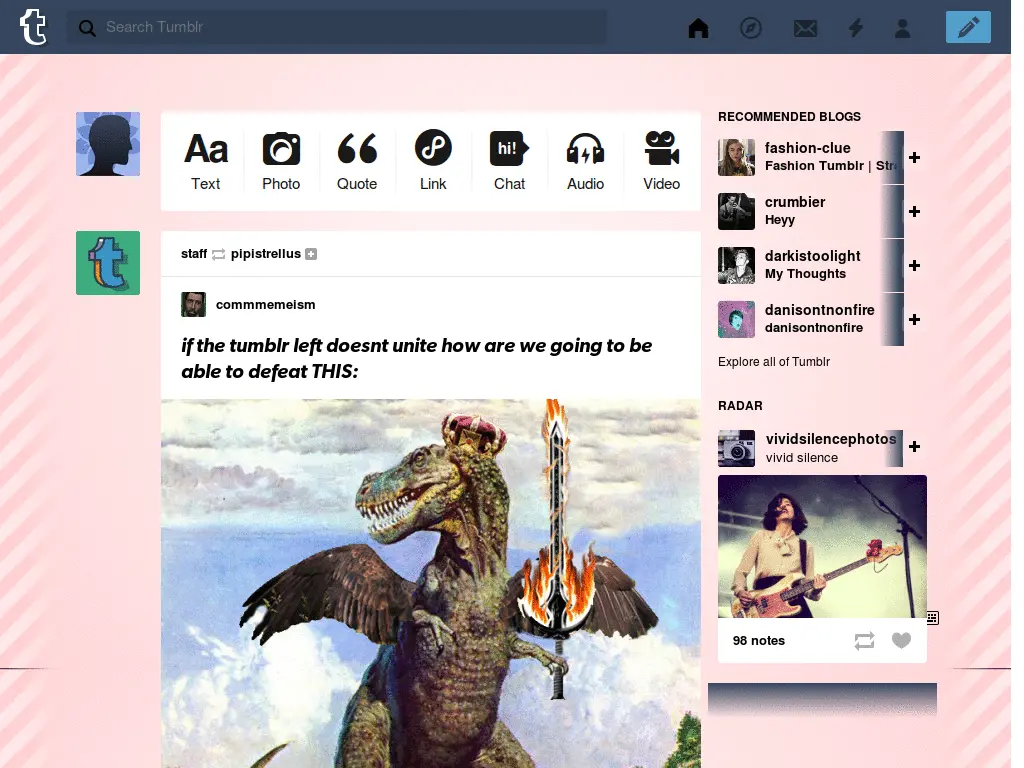 Search Tumblr
Aa
hi!
Text
Photo
Quote
Link
Chat
Audio
Video
staff pipistrellus
commmemeism
if the tumblr left doesnt unite how are we going to be
able to defeat THIS:
RECOMMENDED BLOGS
fashion-clue
Fashion Tumblr | Str
crumbier
Heyy
darkistoolight
My Thoughts
danisontnonfire
danisontnonfire
Explore all of Tumblr
RADAR
vividsilencephotos
vivid silence
98 notes